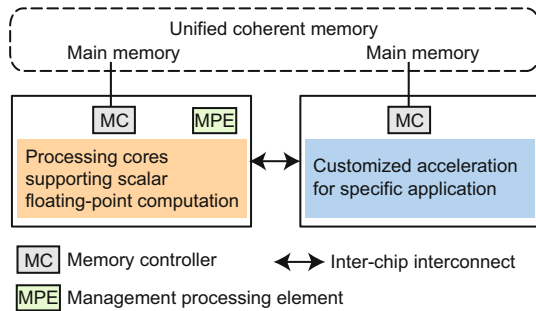 Unified coherent memory
Main memory Main memory
MC MPE MC
Processing cores
supporting scalar
floating-point computation
Customized acceleration
for specific application
MC Memory controller
Inter-chip interconnect
MPE Management processing element